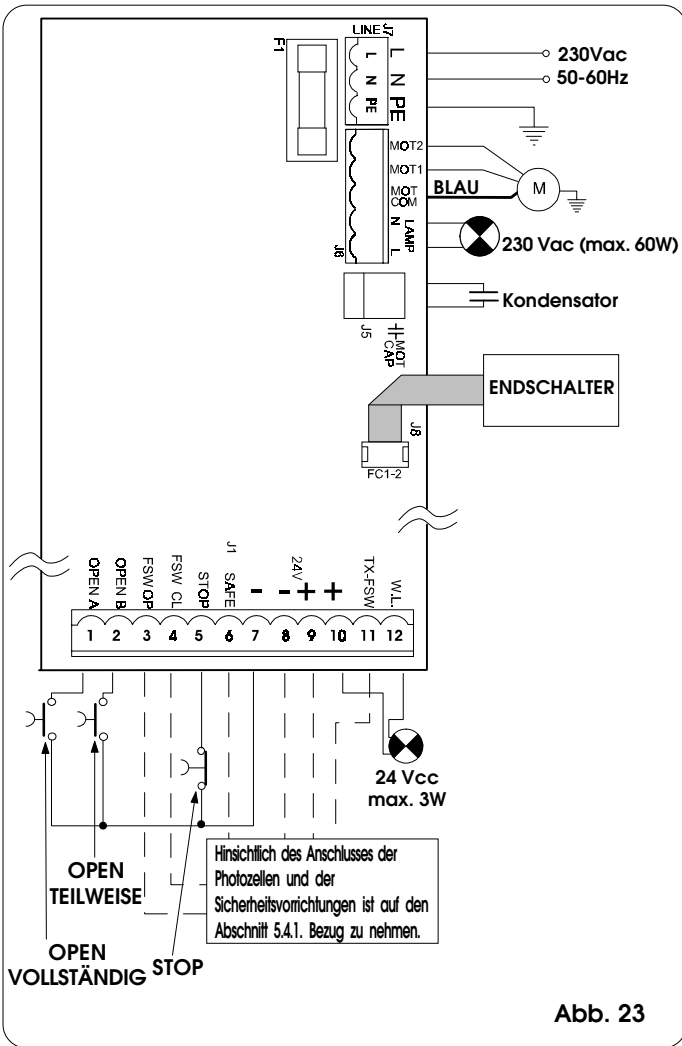 LINE J7
F1
L L
N N
PE PE
230Vac
50-60Hz
MOT2
MOT1
MOT
COM
BLAU
M
N
L
LAMP
J6
230 Vac (max. 60W)
J5
MOT
CAP
Kondensator
ENDSCHALTER
J8
FC1-2
OPEN A
OPEN B
FSW OP
FSW CL
STOP
J1
SAFE
-
-
24V
+
+
TX-FSW
W.L.
1 2 3 4 5 6 7 8 9 10 11 12
24 Vcc
max. 3W
OPEN
TEILWEISE
OPEN
VOLLSTÄNDIG
STOP
Hinsichtlich des Anschlusses der
Photozellen und der
Sicherheitsvorrichtungen ist auf den
Abschnitt 5.4.1. Bezug zu nehmen.
Abb. 23